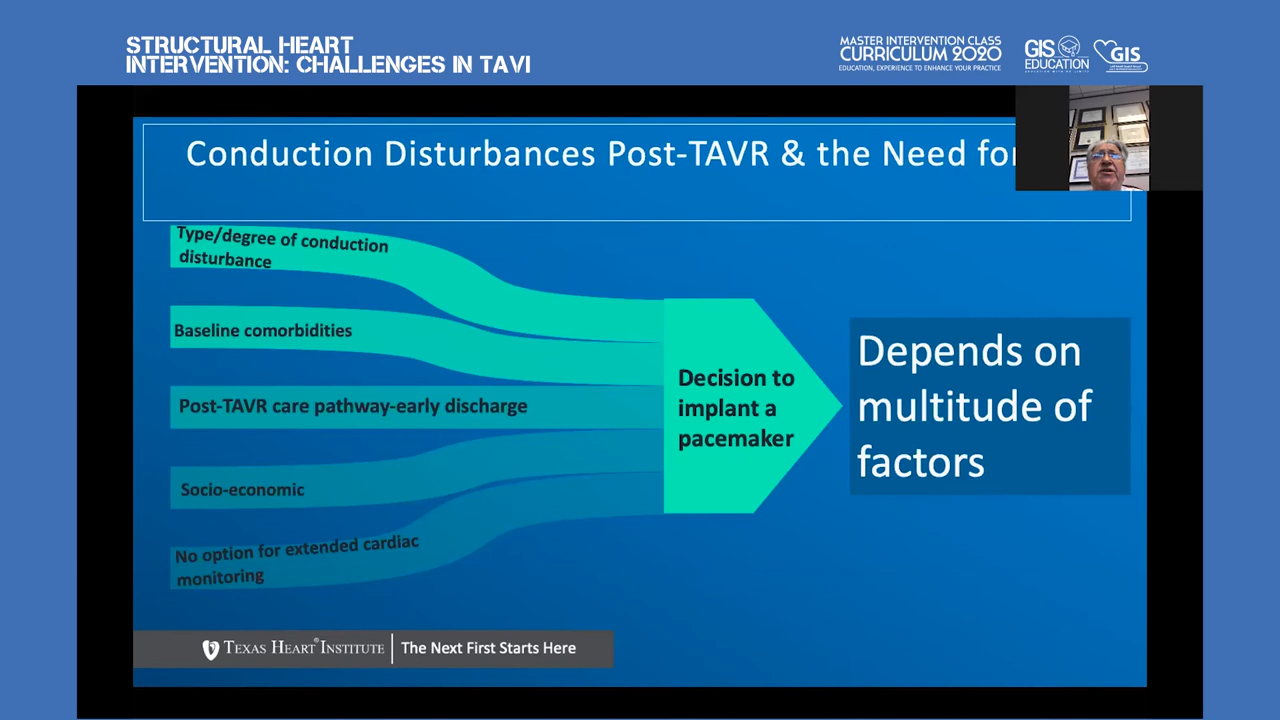 STRUCTURAL HEART
INTERVENTION: CHALLENGES IN TAVI
MASTER INTERVENTION CLASS
CURRICULUM 2020
EDUCATION, EXPERIENCE TO ENHANCE YOUR PRACTICE
GIS
EDUCATION
GIS
Conduction Disturbances Post-TAVR & the Need for
Type/degree of conduction
disturbance
Baseline comorbidities
Post-TAVR care pathway-early discharge
Socio-economic
No option for extended cardiac
monitoring
Decision to
implant a
pacemaker
Depends on
multitude of
factors
TEXAS HEART® INSTITUTE
The Next First Starts Here